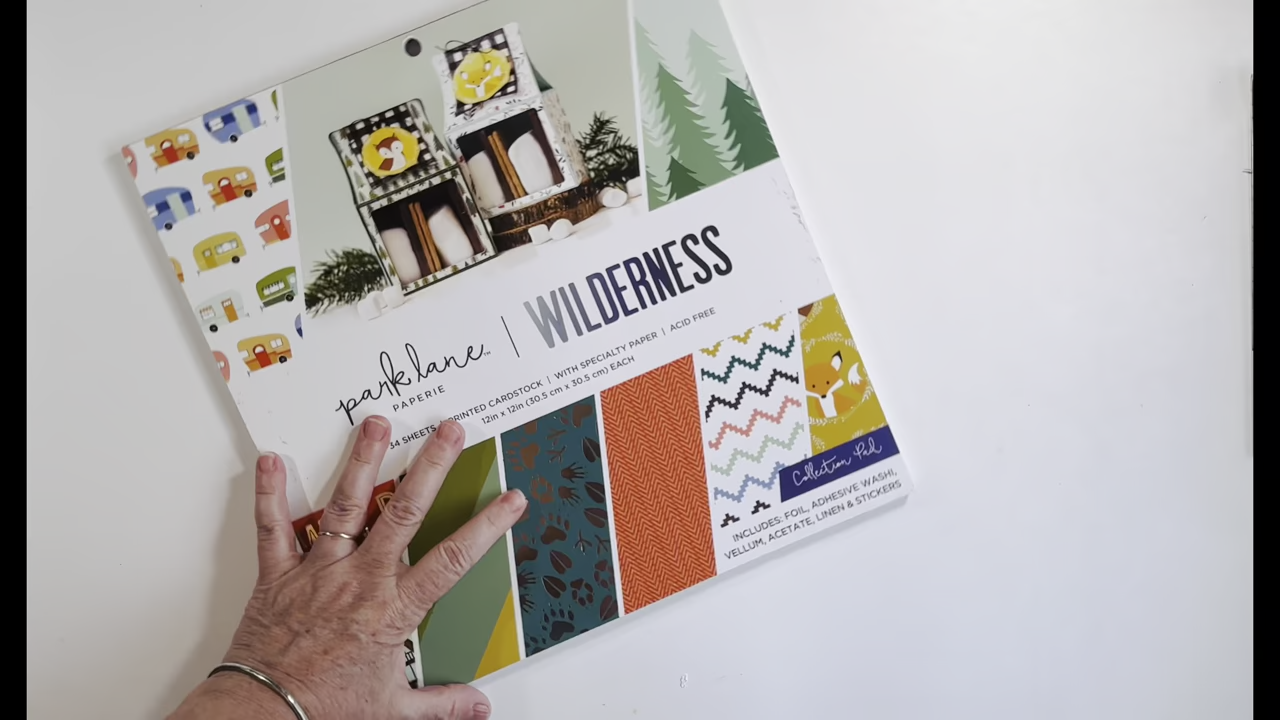 WILDERNESS
park lane™
PAPERIE
34 SHEETS PRINTED CARDSTOCK | WITH SPECIALTY PAPER | ACID FREE
12in x 12in (30.5 cm x 30.5 cm) EACH
Collection Pad
INCLUDES: FOIL, ADHESIVE WASHI,
VELLUM, ACETATE, LINEN & STICKERS